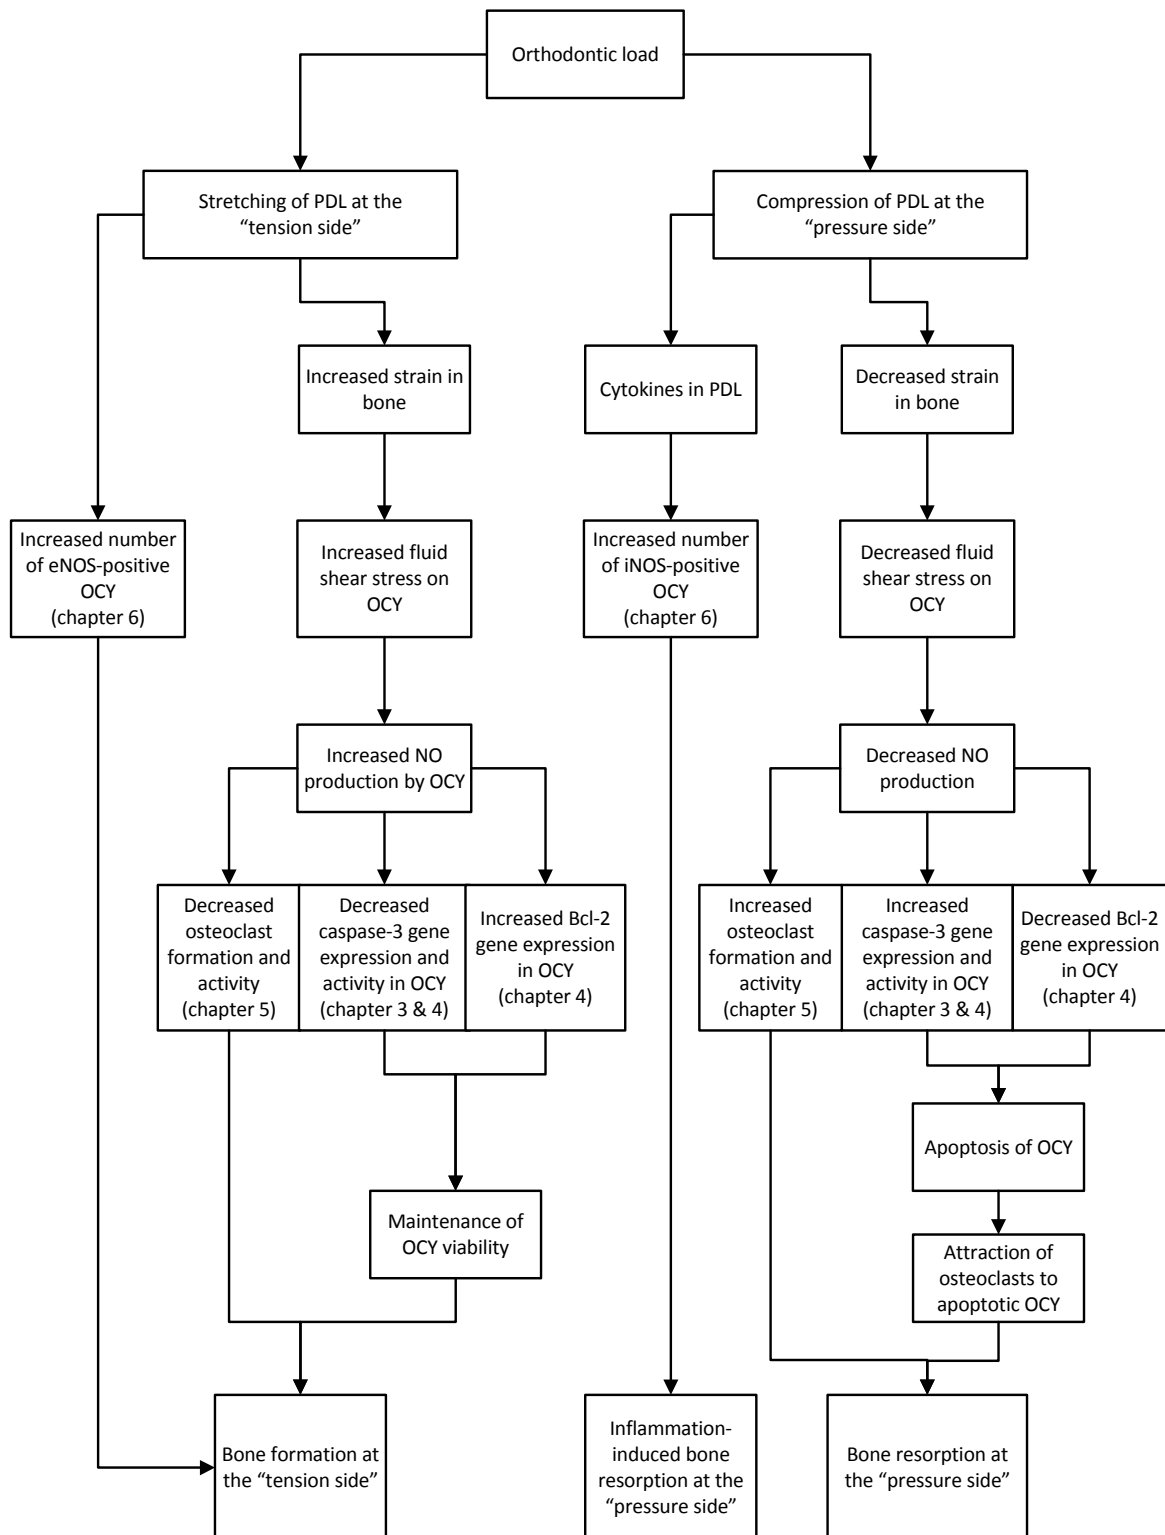 Orthodontic load
Stretching of PDL at the
“tension side”
Compression of PDL at the
“pressure side”
Increased strain in
bone
Cytokines in PDL
Decreased strain
in bone
Increased number
of eNOS-positive
OCY
(chapter 6)
Increased fluid
shear stress on
OCY
Increased number
of iNOS-positive
OCY
(chapter 6)
Decreased fluid
shear stress on
OCY
Increased NO
production by OCY
Decreased NO
production
Decreased
osteoclast
formation and
activity
(chapter 5)
Decreased
caspase-3 gene
expression and
activity in OCY
(chapter 3 & 4)
Increased Bcl-2
gene expression
in OCY
(chapter 4)
Increased
osteoclast
formation and
activity
(chapter 5)
Increased
caspase-3 gene
expression and
activity in OCY
(chapter 3 & 4)
Decreased Bcl-2
gene expression
in OCY
(chapter 4)
Apoptosis of OCY
Maintenance of
OCY viability
Attraction of
osteoclasts to
apoptotic OCY
Bone formation at
the “tension side”
Inflammation-
induced bone
resorption at the
“pressure side”
Bone resorption at
the “pressure side”